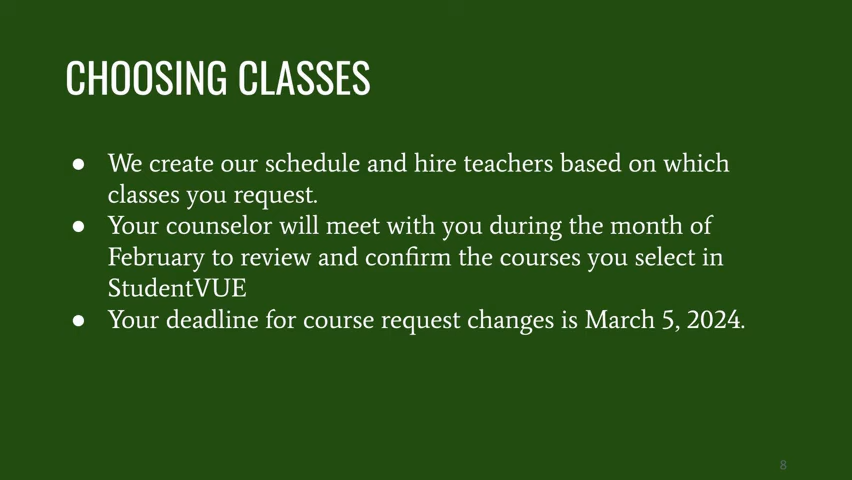 CHOOSING CLASSES
● We create our schedule and hire teachers based on which
classes you request.
● Your counselor will meet with you during the month of
February to review and confirm the courses you select in
StudentVUE
● Your deadline for course request changes is March 5, 2024.
8